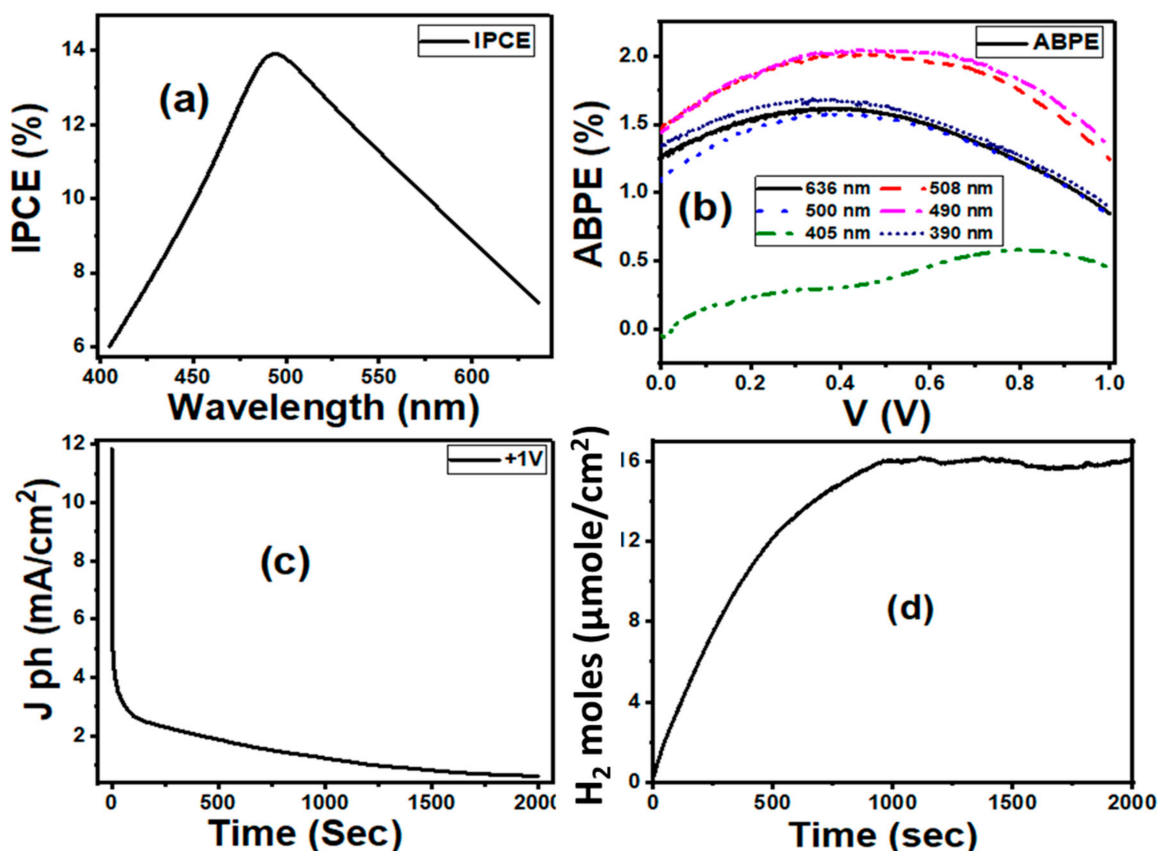 IPCE
(a)
14
12
10
8
6
IPCE (%)
400 450 500 550 600
Wavelength (nm)
ABPE
2.0
1.5
1.0
0.5
0.0
ABPE (%)
(b)
636 nm 508 nm
500 nm 490 nm
405 nm 390 nm
0.0 0.2 0.4 0.6 0.8 1.0
V (V)
+1V
12
10
8
6
4
2
J ph (mA/cm²)
(c)
0 500 1000 1500 2000
Time (Sec)
16
12
8
4
0
H₂ moles (μmole/cm²)
(d)
0 500 1000 1500 2000
Time (sec)